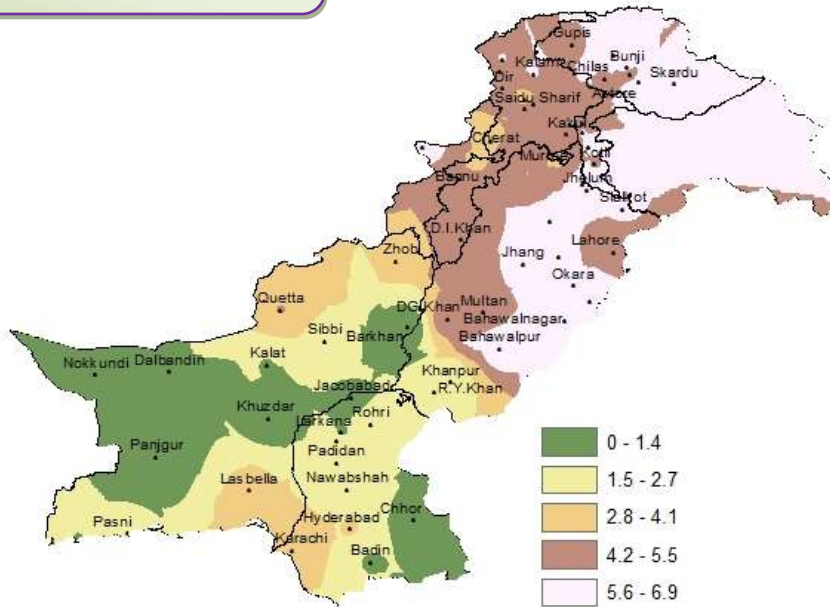 Gupis
Kalam
Chilas
Bunji
Skardu
Dir
Astore
Saidu Sharif
Kakul
Cherat
Murree
Kotli
Bannu
Jhelum
Sialkot
D.I.Khan
Lahore
Zhob
Jhang
Okara
Quetta
DG.Khan
Multan
Sibbi
Barkhan
Bahawalnagar
Bahawalpur
Nokkundi
Dalbandin
Kalat
Khanpur
Jacobabad
R.Y.Khan
Khuzdar
Larkana
Rohri
Panjgur
Padidan
Lasbella
Nawabshah
Pasni
Hyderabad
Chhor
Karachi
Badin
0 - 1.4
1.5 - 2.7
2.8 - 4.1
4.2 - 5.5
5.6 - 6.9